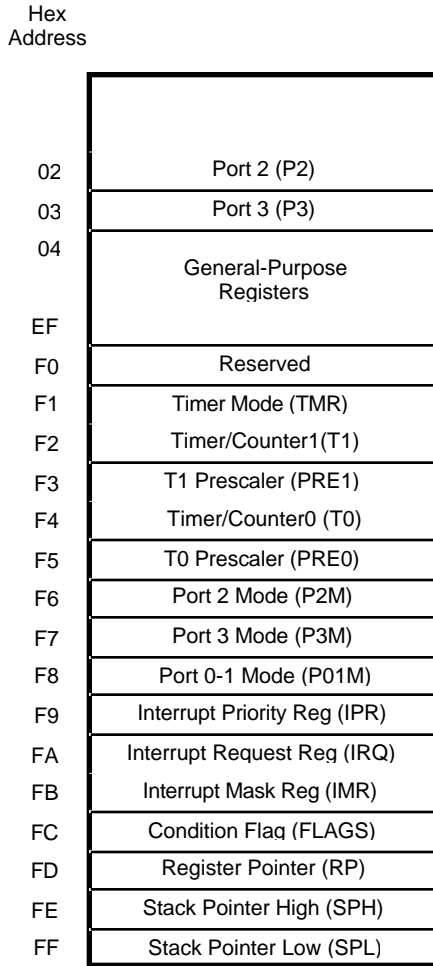 Hex
Address
02 Port 2 (P2)
03 Port 3 (P3)
04
General-Purpose
Registers
EF
F0 Reserved
F1 Timer Mode (TMR)
F2 Timer/Counter1(T1)
F3 T1 Prescaler (PRE1)
F4 Timer/Counter0 (T0)
F5 T0 Prescaler (PRE0)
F6 Port 2 Mode (P2M)
F7 Port 3 Mode (P3M)
F8 Port 0-1 Mode (P01M)
F9 Interrupt Priority Reg (IPR)
FA Interrupt Request Reg (IRQ)
FB Interrupt Mask Reg (IMR)
FC Condition Flag (FLAGS)
FD Register Pointer (RP)
FE Stack Pointer High (SPH)
FF Stack Pointer Low (SPL)